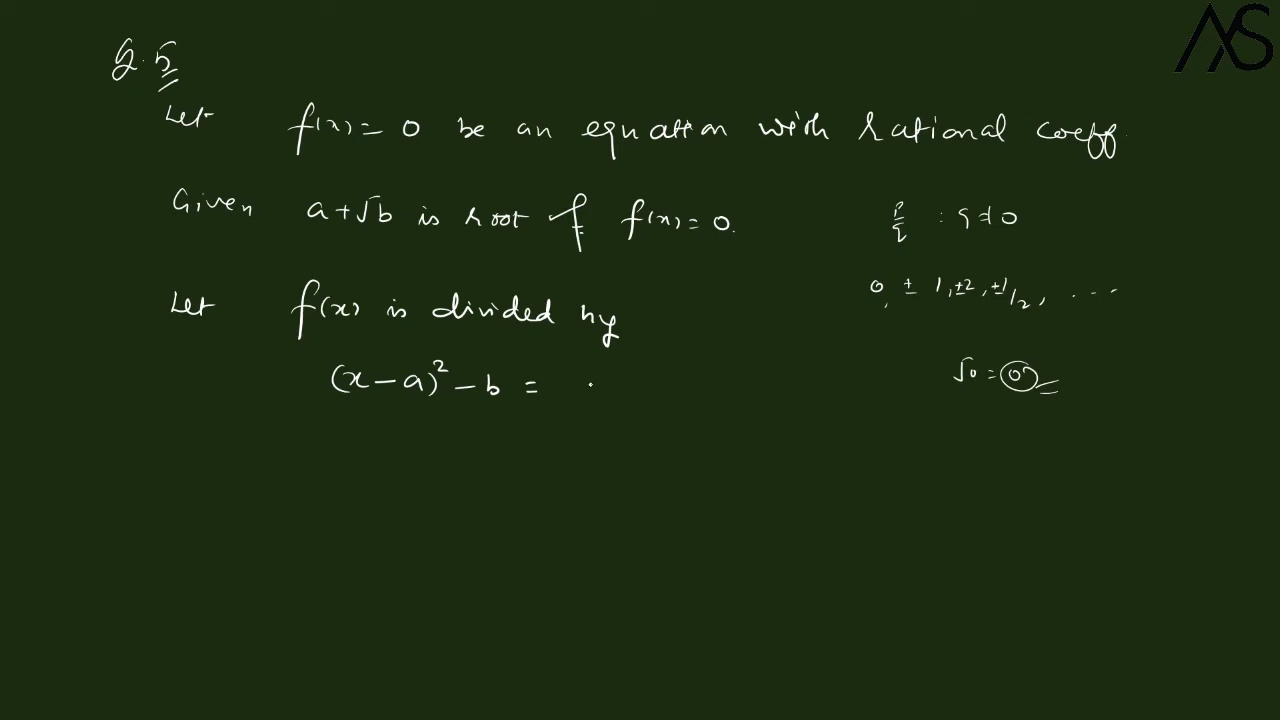 Q.5
Let f(x) = 0 be an equation with rational coeff.
Given a+√b is root of f(x) = 0.
p/q : q≠0
0, ± 1, ±2, ±1/2, ....
Let f(x) is divided by
(x-a)² - b =
√0 = 0
AS